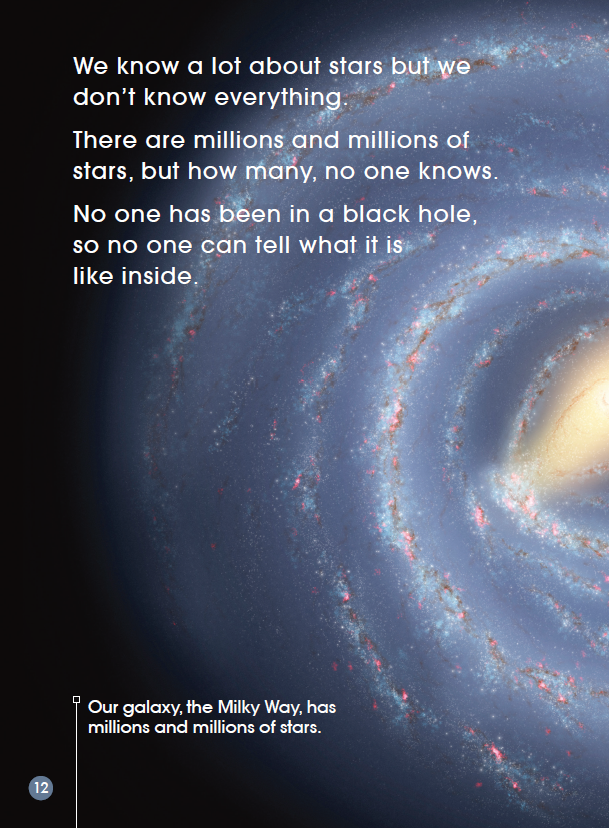 We know a lot about stars but we
don't know everything.
There are millions and millions of
stars, but how many, no one knows.
No one has been in a black hole,
so no one can tell what it is
like inside.
Our galaxy, the Milky Way, has
millions and millions of stars.
12